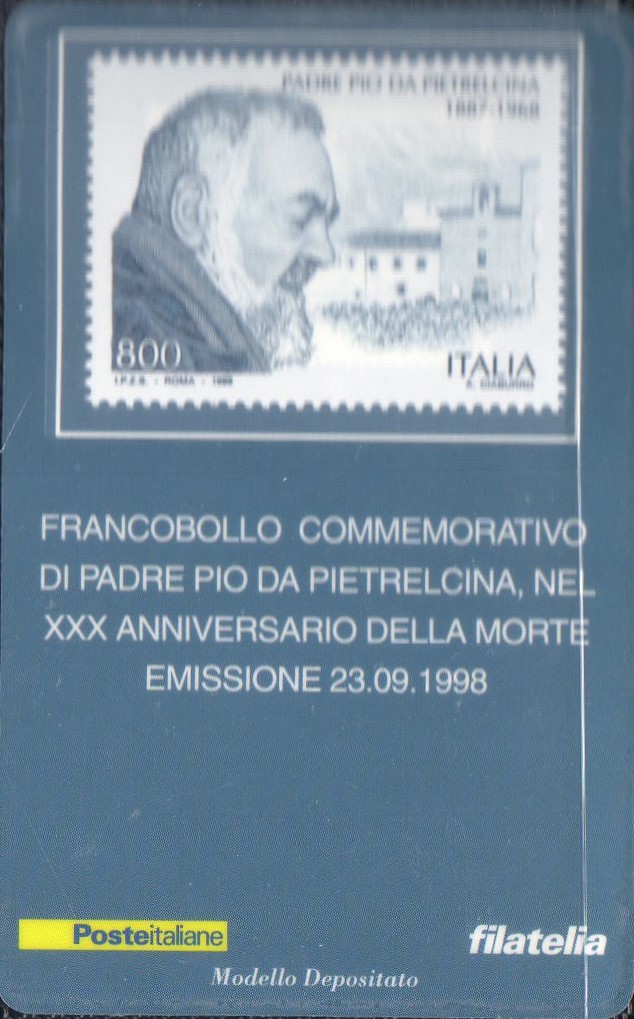 PADRE PIO DA PIETRELCINA
1887-1968
800
ITALIA
I.P.Z.S. - ROMA - 1998
A. CIABURRO
FRANCOBOLLO COMMEMORATIVO
DI PADRE PIO DA PIETRELCINA, NEL
XXX ANNIVERSARIO DELLA MORTE
EMISSIONE 23.09.1998
Posteitaliane
filatelia
Modello Depositato